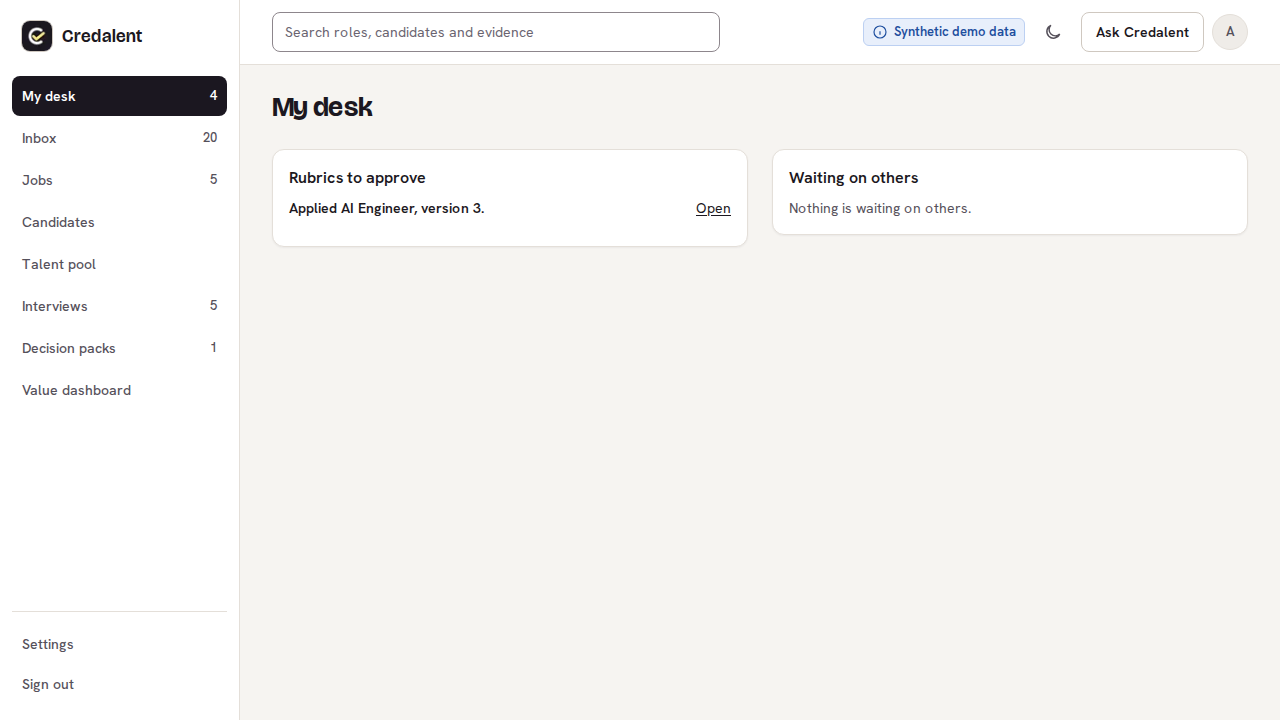 Credalent
My desk 4
Inbox 20
Jobs 5
Candidates
Talent pool
Interviews 5
Decision packs 1
Value dashboard
Settings
Sign out
Search roles, candidates and evidence
Synthetic demo data
Ask Credalent
A
My desk
Rubrics to approve
Applied AI Engineer, version 3. Open
Waiting on others
Nothing is waiting on others.